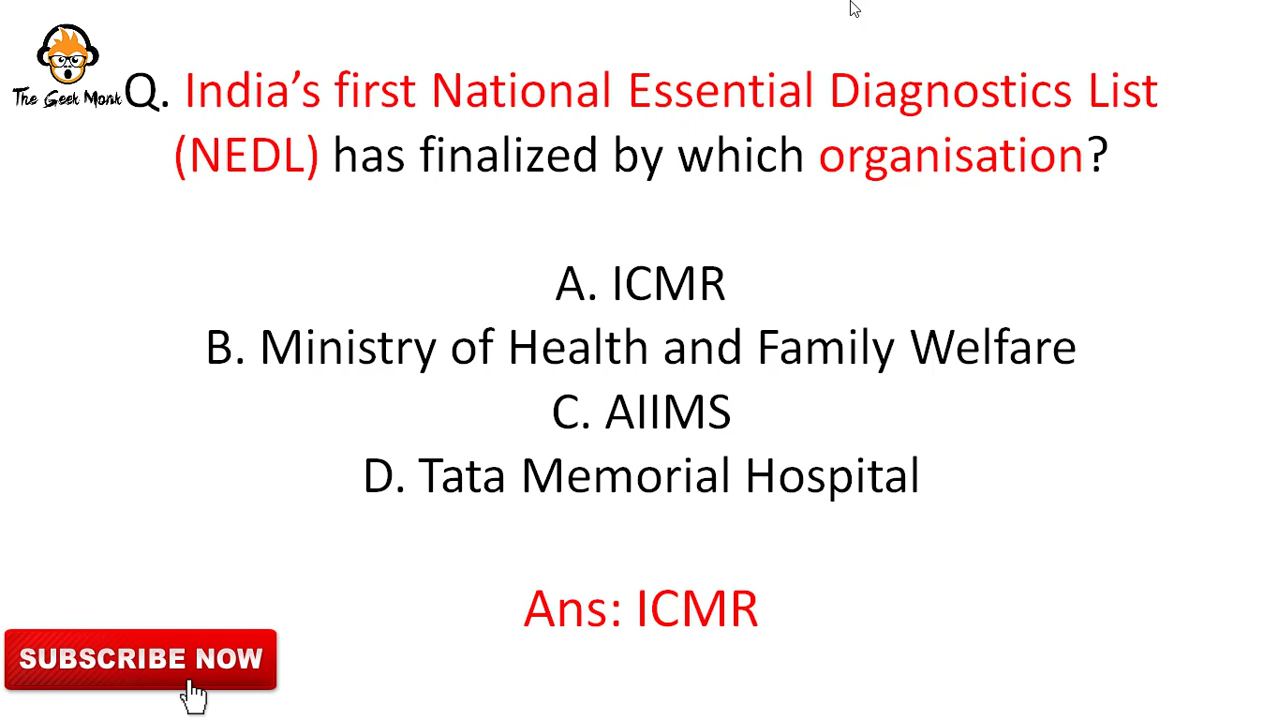 The Geek Monk
Q. India’s first National Essential Diagnostics List
(NEDL) has finalized by which organisation?
A. ICMR
B. Ministry of Health and Family Welfare
C. AIIMS
D. Tata Memorial Hospital
Ans: ICMR
SUBSCRIBE NOW